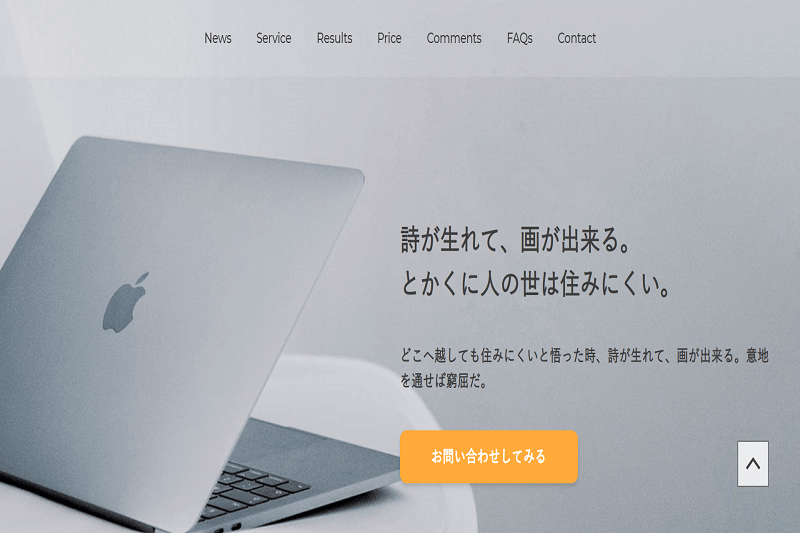 News Service Results Price Comments FAQs Contact
詩が生れて、画が出来る。
とかくに人の世は住みにくい。
どこへ越しても住みにくいと悟った時、詩が生れて、画が出来る。意地
を通せば窮屈だ。
お問い合わせしてみる